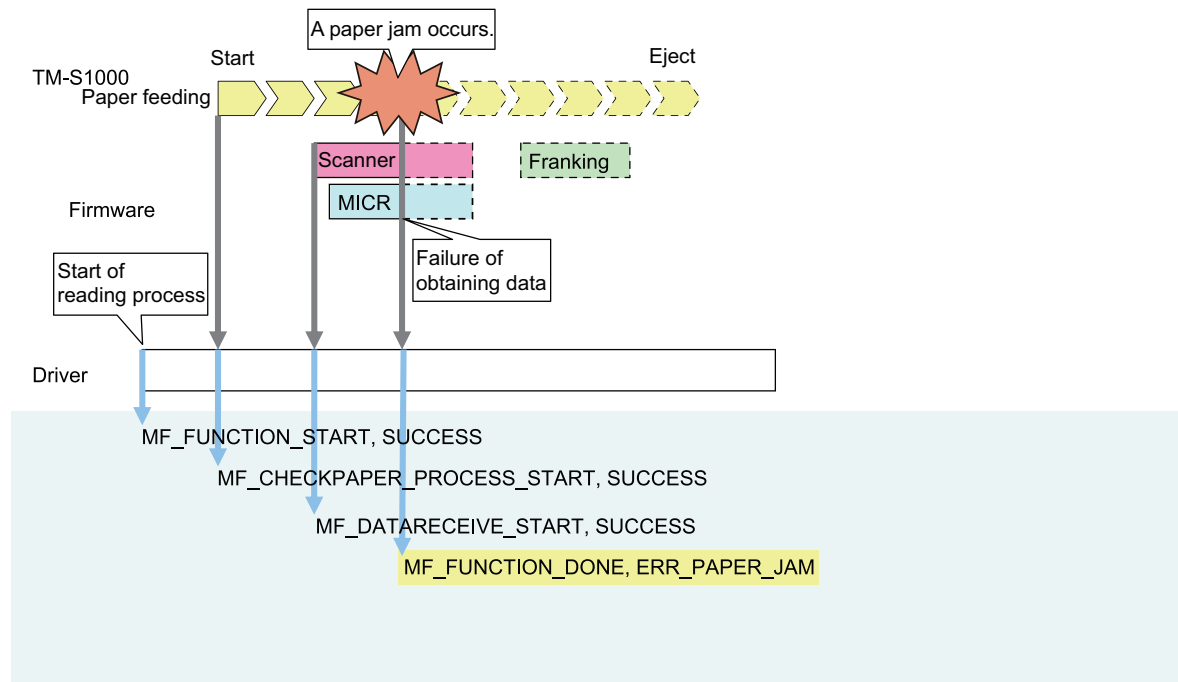 A paper jam occurs.
Start
Eject
TM-S1000
Paper feeding
Scanner
Franking
MICR
Firmware
Failure of
obtaining data
Start of
reading process
Driver
MF_FUNCTION_START, SUCCESS
MF_CHECKPAPER_PROCESS_START, SUCCESS
MF_DATARECEIVE_START, SUCCESS
MF_FUNCTION_DONE, ERR_PAPER_JAM